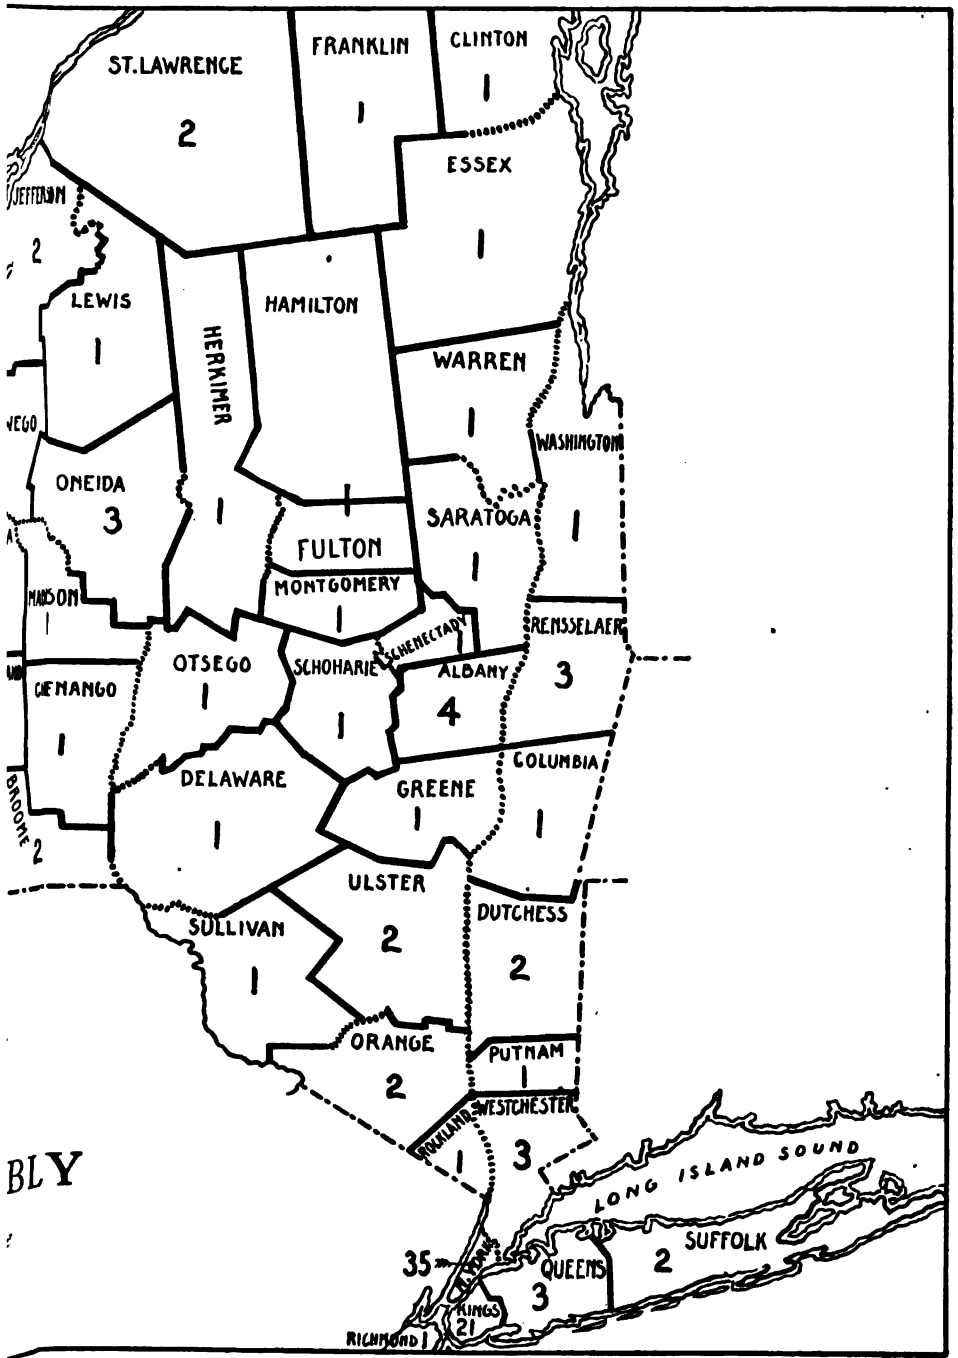 ST.LAWRENCE
2
FRANKLIN
1
CLINTON
1
ESSEX
1
JEFFERSON
2
LEWIS
1
HERKIMER
1
HAMILTON
1
FULTON
WARREN
1
WASHINGTON
1
ONEIDA
3
SARATOGA
1
MONTGOMERY
1
SCHENECTADY
1
MADISON
1
OTSEGO
1
SCHOHARIE
1
ALBANY
4
RENSSELAER
3
CHENANGO
1
DELAWARE
1
GREENE
1
COLUMBIA
1
BROOME
2
ULSTER
2
DUTCHESS
2
SULLIVAN
1
ORANGE
2
PUTNAM
1
ROCKLAND
1
WESTCHESTER
3
BLY
LONG ISLAND SOUND
SUFFOLK
2
QUEENS
3
35
N. YORK
KINGS
21
RICHMOND 1